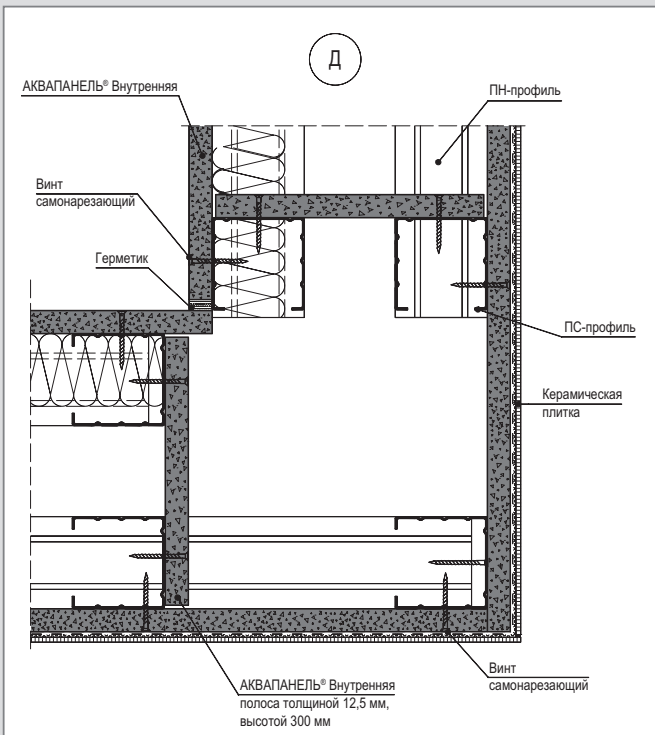 Д
АКВАПАНЕЛЬ® Внутренняя
ПН-профиль
Винт
самонарезающий
Герметик
ПС-профиль
Керамическая
плитка
Винт
самонарезающий
АКВАПАНЕЛЬ® Внутренняя
полоса толщиной 12,5 мм,
высотой 300 мм